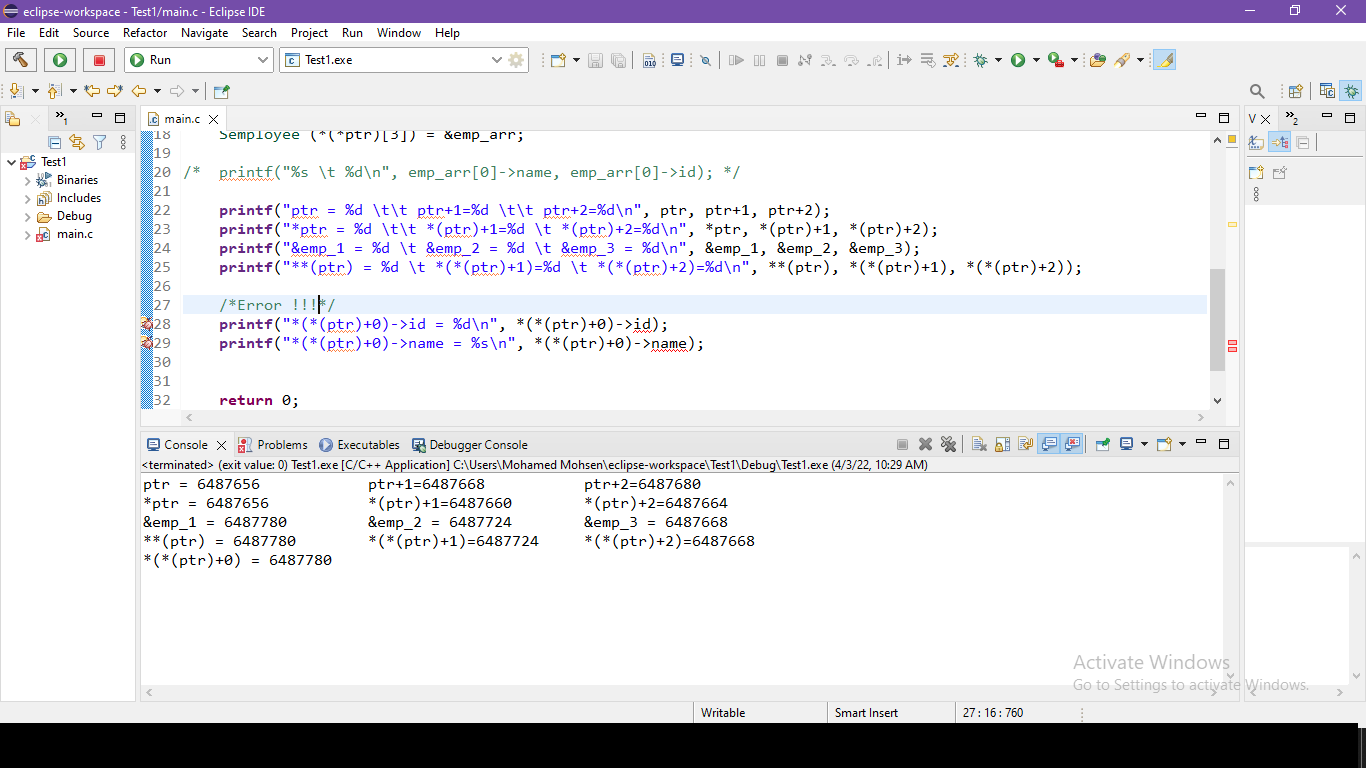 eclipse-workspace - Test1/main.c - Eclipse IDE
File Edit Source Refactor Navigate Search Project Run Window Help
Run Test1.exe
»1 main.c V »2
18 Semployee (*(*ptr)[3]) = &emp_arr;
19
20 /* printf("%s \t %d\n", emp_arr[0]->name, emp_arr[0]->id); */
21
22 printf("ptr = %d \t\t ptr+1=%d \t\t ptr+2=%d\n", ptr, ptr+1, ptr+2);
23 printf("*ptr = %d \t\t *(ptr)+1=%d \t *(ptr)+2=%d\n", *ptr, *(ptr)+1, *(ptr)+2);
24 printf("&emp_1 = %d \t &emp_2 = %d \t &emp_3 = %d\n", &emp_1, &emp_2, &emp_3);
25 printf("**(ptr) = %d \t *(*(ptr)+1)=%d \t *(*(ptr)+2)=%d\n", **(ptr), *(*(ptr)+1), *(*(ptr)+2));
26
27 /*Error !!!*/
28 printf("*(*(ptr)+0)->id = %d\n", *(*(ptr)+0)->id);
29 printf("*(*(ptr)+0)->name = %s\n", *(*(ptr)+0)->name);
30
31
32 return 0;
Test1
Binaries
Includes
Debug
main.c
Console Problems Executables Debugger Console
<terminated> (exit value: 0) Test1.exe [C/C++ Application] C:\Users\Mohamed Mohsen\eclipse-workspace\Test1\Debug\Test1.exe (4/3/22, 10:29 AM)
ptr = 6487656 ptr+1=6487668 ptr+2=6487680
*ptr = 6487656 *(ptr)+1=6487660 *(ptr)+2=6487664
&emp_1 = 6487780 &emp_2 = 6487724 &emp_3 = 6487668
**(ptr) = 6487780 *(*(ptr)+1)=6487724 *(*(ptr)+2)=6487668
*(*(ptr)+0) = 6487780
Activate Windows
Go to Settings to activate Windows.
Writable Smart Insert 27 : 16 : 760